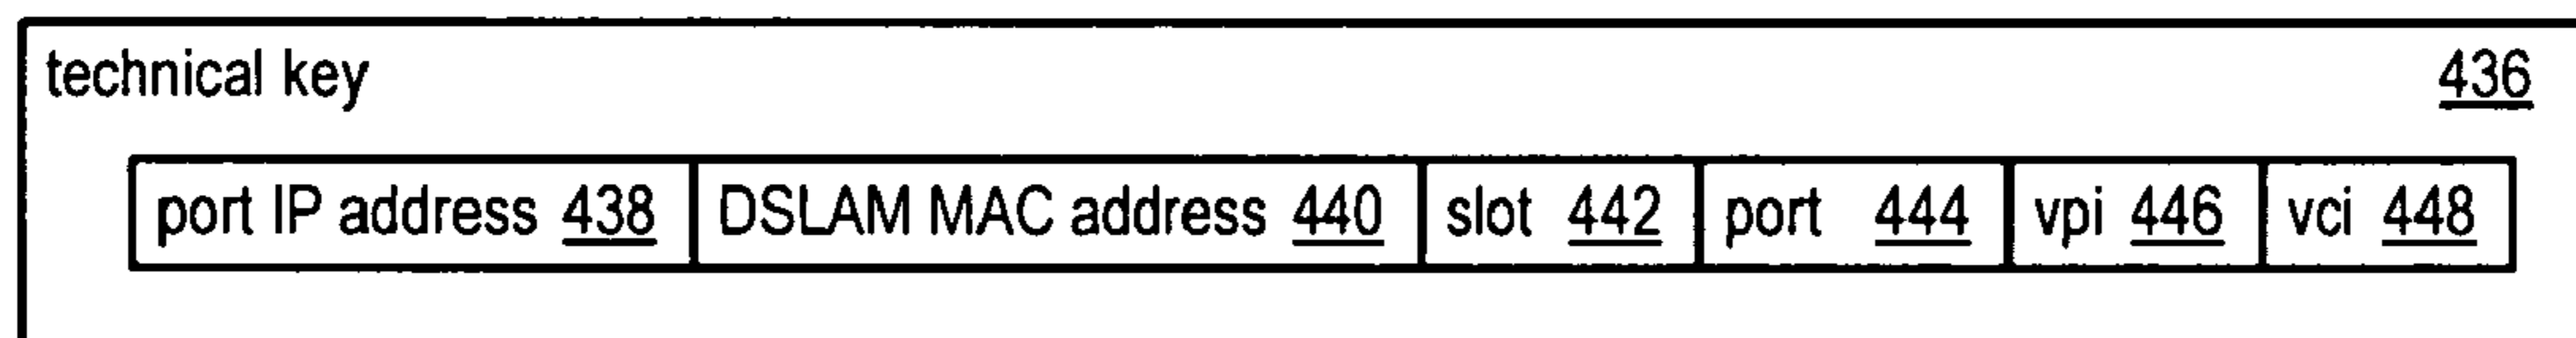 technical key 436
port IP address 438 DSLAM MAC address 440 slot 442 port 444 vpi 446 vci 448